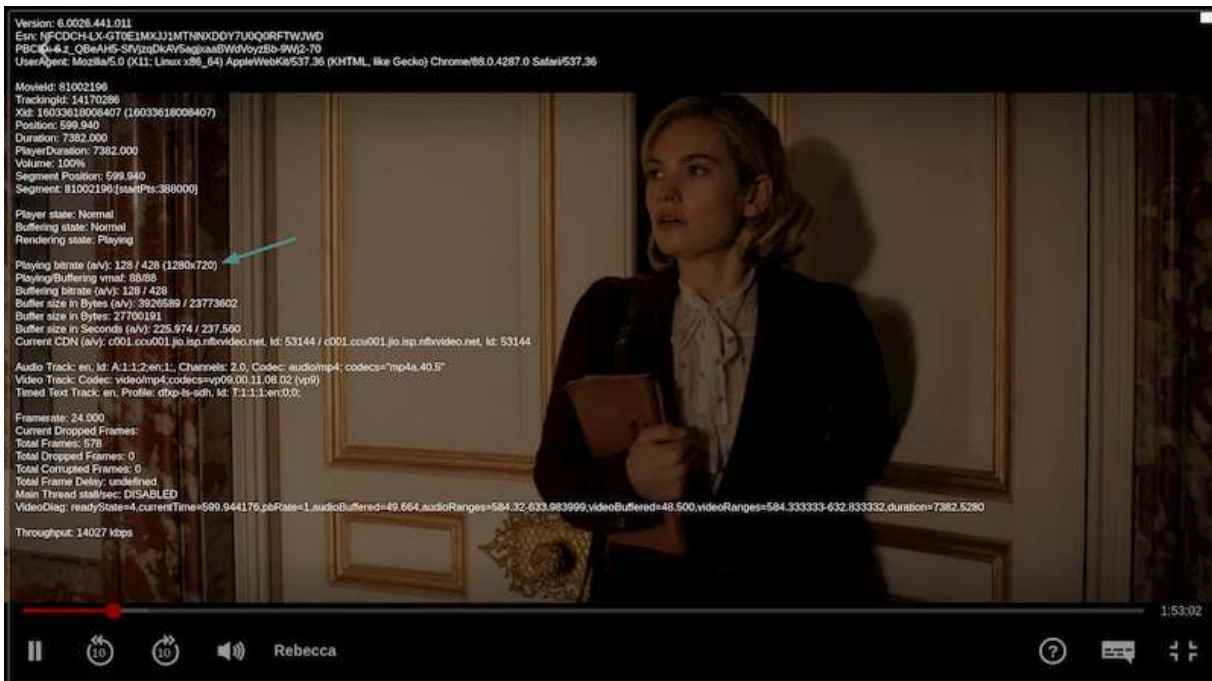 Version: 6.0026.441.011
Esn: NFCDCH-LX-GT0E1MXJJ1MTNNXDDY7U0Q0RFTWJWD
UserAgent: Mozilla/5.0 (X11; Linux x86_64) AppleWebKit/537.36 (KHTML, like Gecko) Chrome/88.0.4287.0 Safari/537.36
MovieId: 81002196
TrackingId: 14170286
Xid: 16033618008407 (16033618008407)
Position: 599.940
Duration: 7382.000
PlayerDuration: 7382.000
Volume: 100%
Segment Position: 599.940
Segment: 81002196:[startPts:388000]
Player state: Normal
Buffering state: Normal
Rendering state: Playing
Playing bitrate (a/v): 128 / 428 (1280x720)
Playing/Buffering vmaf: 88/88
Buffering bitrate (a/v): 128 / 428
Buffer size in Bytes (a/v): 3926589 / 23773602
Buffer size in Bytes: 27700191
Buffer size in Seconds (a/v): 225.974 / 237.560
Current CDN (a/v): c001.ccu001.jio.isp.nflxvideo.net, Id: 53144 / c001.ccu001.jio.isp.nflxvideo.net, Id: 53144
Audio Track: en, Id: A:1:1;2;en;1;, Channels: 2.0, Codec: audio/mp4; codecs="mp4a.40.5"
Video Track: Codec: video/mp4;codecs=vp09.00.11.08.02 (vp9)
Timed Text Track: en, Profile: dfxp-ls-sdh, Id: T:1:1;1;en;0;0;
Framerate: 24.000
Current Dropped Frames:
Total Frames: 578
Total Dropped Frames: 0
Total Corrupted Frames: 0
Total Frame Delay: undefined
Main Thread stall/sec: DISABLED
VideoDiag: readyState=4,currentTime=599.944176,pbRate=1,audioBuffered=49.664,audioRanges=584.32-633.983999,videoBuffered=48.500,videoRanges=584.333333-632.833332,duration=7382.5280
Throughput: 14027 kbps
1:53:02
10
10
Rebecca
?